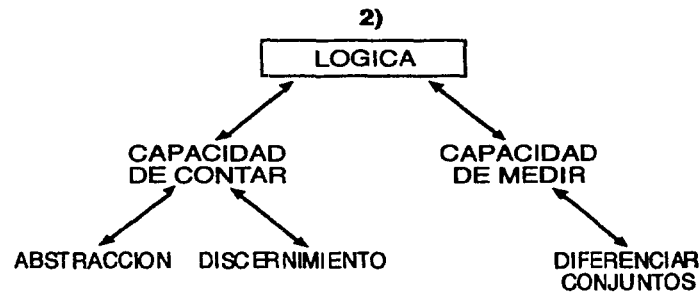 2)
LOGICA
CAPACIDAD
DE CONTAR
CAPACIDAD
DE MEDIR
ABSTRACCION
DISCERNIMIENTO
DIFERENCIAR
CONJUNTOS